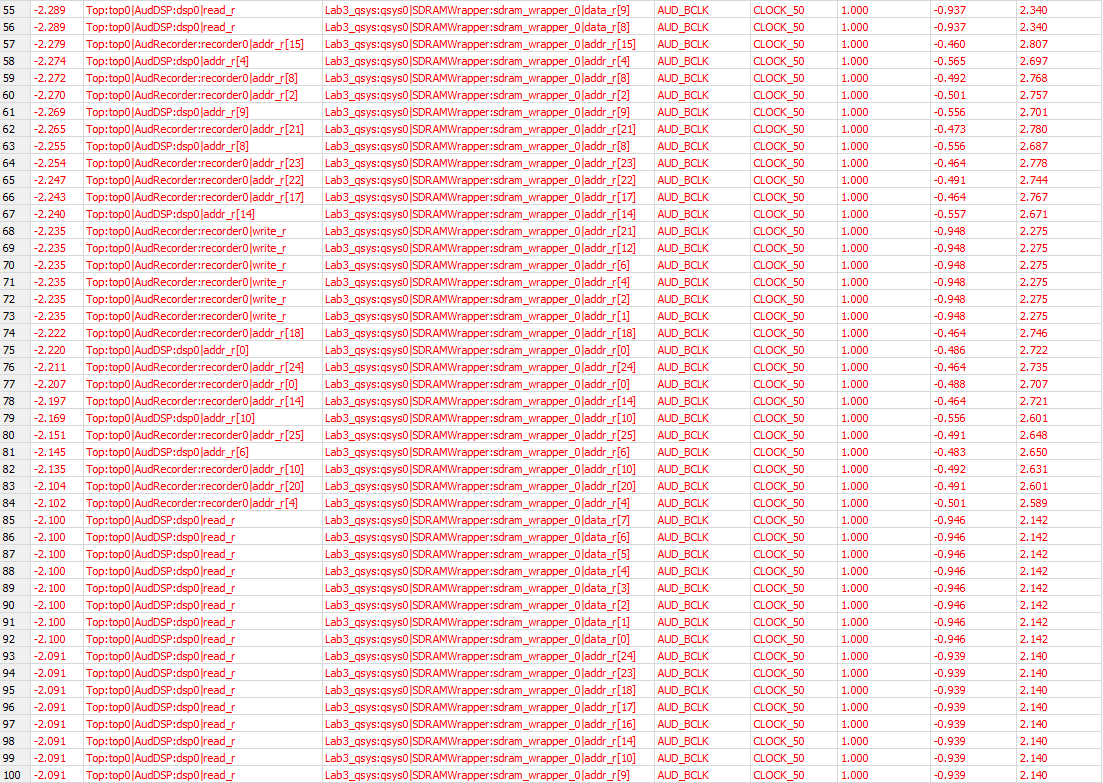 55 -2.289 Top:top0|AudDSP:dsp0|read_r Lab3_qsys:qsys0|SDRAMWrapper:sdram_wrapper_0|data_r[9] AUD_BCLK CLOCK_50 1.000 -0.937 2.340
56 -2.289 Top:top0|AudDSP:dsp0|read_r Lab3_qsys:qsys0|SDRAMWrapper:sdram_wrapper_0|data_r[8] AUD_BCLK CLOCK_50 1.000 -0.937 2.340
57 -2.279 Top:top0|AudRecorder:recorder0|addr_r[15] Lab3_qsys:qsys0|SDRAMWrapper:sdram_wrapper_0|addr_r[15] AUD_BCLK CLOCK_50 1.000 -0.460 2.807
58 -2.274 Top:top0|AudDSP:dsp0|addr_r[4] Lab3_qsys:qsys0|SDRAMWrapper:sdram_wrapper_0|addr_r[4] AUD_BCLK CLOCK_50 1.000 -0.565 2.697
59 -2.272 Top:top0|AudRecorder:recorder0|addr_r[8] Lab3_qsys:qsys0|SDRAMWrapper:sdram_wrapper_0|addr_r[8] AUD_BCLK CLOCK_50 1.000 -0.492 2.768
60 -2.270 Top:top0|AudRecorder:recorder0|addr_r[2] Lab3_qsys:qsys0|SDRAMWrapper:sdram_wrapper_0|addr_r[2] AUD_BCLK CLOCK_50 1.000 -0.501 2.757
61 -2.269 Top:top0|AudDSP:dsp0|addr_r[9] Lab3_qsys:qsys0|SDRAMWrapper:sdram_wrapper_0|addr_r[9] AUD_BCLK CLOCK_50 1.000 -0.556 2.701
62 -2.265 Top:top0|AudRecorder:recorder0|addr_r[21] Lab3_qsys:qsys0|SDRAMWrapper:sdram_wrapper_0|addr_r[21] AUD_BCLK CLOCK_50 1.000 -0.473 2.780
63 -2.255 Top:top0|AudDSP:dsp0|addr_r[8] Lab3_qsys:qsys0|SDRAMWrapper:sdram_wrapper_0|addr_r[8] AUD_BCLK CLOCK_50 1.000 -0.556 2.687
64 -2.254 Top:top0|AudRecorder:recorder0|addr_r[23] Lab3_qsys:qsys0|SDRAMWrapper:sdram_wrapper_0|addr_r[23] AUD_BCLK CLOCK_50 1.000 -0.464 2.778
65 -2.247 Top:top0|AudRecorder:recorder0|addr_r[22] Lab3_qsys:qsys0|SDRAMWrapper:sdram_wrapper_0|addr_r[22] AUD_BCLK CLOCK_50 1.000 -0.491 2.744
66 -2.243 Top:top0|AudRecorder:recorder0|addr_r[17] Lab3_qsys:qsys0|SDRAMWrapper:sdram_wrapper_0|addr_r[17] AUD_BCLK CLOCK_50 1.000 -0.464 2.767
67 -2.240 Top:top0|AudDSP:dsp0|addr_r[14] Lab3_qsys:qsys0|SDRAMWrapper:sdram_wrapper_0|addr_r[14] AUD_BCLK CLOCK_50 1.000 -0.557 2.671
68 -2.235 Top:top0|AudRecorder:recorder0|write_r Lab3_qsys:qsys0|SDRAMWrapper:sdram_wrapper_0|addr_r[21] AUD_BCLK CLOCK_50 1.000 -0.948 2.275
69 -2.235 Top:top0|AudRecorder:recorder0|write_r Lab3_qsys:qsys0|SDRAMWrapper:sdram_wrapper_0|addr_r[12] AUD_BCLK CLOCK_50 1.000 -0.948 2.275
70 -2.235 Top:top0|AudRecorder:recorder0|write_r Lab3_qsys:qsys0|SDRAMWrapper:sdram_wrapper_0|addr_r[6] AUD_BCLK CLOCK_50 1.000 -0.948 2.275
71 -2.235 Top:top0|AudRecorder:recorder0|write_r Lab3_qsys:qsys0|SDRAMWrapper:sdram_wrapper_0|addr_r[4] AUD_BCLK CLOCK_50 1.000 -0.948 2.275
72 -2.235 Top:top0|AudRecorder:recorder0|write_r Lab3_qsys:qsys0|SDRAMWrapper:sdram_wrapper_0|addr_r[2] AUD_BCLK CLOCK_50 1.000 -0.948 2.275
73 -2.235 Top:top0|AudRecorder:recorder0|write_r Lab3_qsys:qsys0|SDRAMWrapper:sdram_wrapper_0|addr_r[1] AUD_BCLK CLOCK_50 1.000 -0.948 2.275
74 -2.222 Top:top0|AudRecorder:recorder0|addr_r[18] Lab3_qsys:qsys0|SDRAMWrapper:sdram_wrapper_0|addr_r[18] AUD_BCLK CLOCK_50 1.000 -0.464 2.746
75 -2.220 Top:top0|AudDSP:dsp0|addr_r[0] Lab3_qsys:qsys0|SDRAMWrapper:sdram_wrapper_0|addr_r[0] AUD_BCLK CLOCK_50 1.000 -0.486 2.722
76 -2.211 Top:top0|AudRecorder:recorder0|addr_r[24] Lab3_qsys:qsys0|SDRAMWrapper:sdram_wrapper_0|addr_r[24] AUD_BCLK CLOCK_50 1.000 -0.464 2.735
77 -2.207 Top:top0|AudRecorder:recorder0|addr_r[0] Lab3_qsys:qsys0|SDRAMWrapper:sdram_wrapper_0|addr_r[0] AUD_BCLK CLOCK_50 1.000 -0.488 2.707
78 -2.197 Top:top0|AudRecorder:recorder0|addr_r[14] Lab3_qsys:qsys0|SDRAMWrapper:sdram_wrapper_0|addr_r[14] AUD_BCLK CLOCK_50 1.000 -0.464 2.721
79 -2.169 Top:top0|AudDSP:dsp0|addr_r[10] Lab3_qsys:qsys0|SDRAMWrapper:sdram_wrapper_0|addr_r[10] AUD_BCLK CLOCK_50 1.000 -0.556 2.601
80 -2.151 Top:top0|AudRecorder:recorder0|addr_r[25] Lab3_qsys:qsys0|SDRAMWrapper:sdram_wrapper_0|addr_r[25] AUD_BCLK CLOCK_50 1.000 -0.491 2.648
81 -2.145 Top:top0|AudDSP:dsp0|addr_r[6] Lab3_qsys:qsys0|SDRAMWrapper:sdram_wrapper_0|addr_r[6] AUD_BCLK CLOCK_50 1.000 -0.483 2.650
82 -2.135 Top:top0|AudRecorder:recorder0|addr_r[10] Lab3_qsys:qsys0|SDRAMWrapper:sdram_wrapper_0|addr_r[10] AUD_BCLK CLOCK_50 1.000 -0.492 2.631
83 -2.104 Top:top0|AudRecorder:recorder0|addr_r[20] Lab3_qsys:qsys0|SDRAMWrapper:sdram_wrapper_0|addr_r[20] AUD_BCLK CLOCK_50 1.000 -0.491 2.601
84 -2.102 Top:top0|AudRecorder:recorder0|addr_r[4] Lab3_qsys:qsys0|SDRAMWrapper:sdram_wrapper_0|addr_r[4] AUD_BCLK CLOCK_50 1.000 -0.501 2.589
85 -2.100 Top:top0|AudDSP:dsp0|read_r Lab3_qsys:qsys0|SDRAMWrapper:sdram_wrapper_0|data_r[7] AUD_BCLK CLOCK_50 1.000 -0.946 2.142
86 -2.100 Top:top0|AudDSP:dsp0|read_r Lab3_qsys:qsys0|SDRAMWrapper:sdram_wrapper_0|data_r[6] AUD_BCLK CLOCK_50 1.000 -0.946 2.142
87 -2.100 Top:top0|AudDSP:dsp0|read_r Lab3_qsys:qsys0|SDRAMWrapper:sdram_wrapper_0|data_r[5] AUD_BCLK CLOCK_50 1.000 -0.946 2.142
88 -2.100 Top:top0|AudDSP:dsp0|read_r Lab3_qsys:qsys0|SDRAMWrapper:sdram_wrapper_0|data_r[4] AUD_BCLK CLOCK_50 1.000 -0.946 2.142
89 -2.100 Top:top0|AudDSP:dsp0|read_r Lab3_qsys:qsys0|SDRAMWrapper:sdram_wrapper_0|data_r[3] AUD_BCLK CLOCK_50 1.000 -0.946 2.142
90 -2.100 Top:top0|AudDSP:dsp0|read_r Lab3_qsys:qsys0|SDRAMWrapper:sdram_wrapper_0|data_r[2] AUD_BCLK CLOCK_50 1.000 -0.946 2.142
91 -2.100 Top:top0|AudDSP:dsp0|read_r Lab3_qsys:qsys0|SDRAMWrapper:sdram_wrapper_0|data_r[1] AUD_BCLK CLOCK_50 1.000 -0.946 2.142
92 -2.100 Top:top0|AudDSP:dsp0|read_r Lab3_qsys:qsys0|SDRAMWrapper:sdram_wrapper_0|data_r[0] AUD_BCLK CLOCK_50 1.000 -0.946 2.142
93 -2.091 Top:top0|AudDSP:dsp0|read_r Lab3_qsys:qsys0|SDRAMWrapper:sdram_wrapper_0|addr_r[24] AUD_BCLK CLOCK_50 1.000 -0.939 2.140
94 -2.091 Top:top0|AudDSP:dsp0|read_r Lab3_qsys:qsys0|SDRAMWrapper:sdram_wrapper_0|addr_r[23] AUD_BCLK CLOCK_50 1.000 -0.939 2.140
95 -2.091 Top:top0|AudDSP:dsp0|read_r Lab3_qsys:qsys0|SDRAMWrapper:sdram_wrapper_0|addr_r[18] AUD_BCLK CLOCK_50 1.000 -0.939 2.140
96 -2.091 Top:top0|AudDSP:dsp0|read_r Lab3_qsys:qsys0|SDRAMWrapper:sdram_wrapper_0|addr_r[17] AUD_BCLK CLOCK_50 1.000 -0.939 2.140
97 -2.091 Top:top0|AudDSP:dsp0|read_r Lab3_qsys:qsys0|SDRAMWrapper:sdram_wrapper_0|addr_r[16] AUD_BCLK CLOCK_50 1.000 -0.939 2.140
98 -2.091 Top:top0|AudDSP:dsp0|read_r Lab3_qsys:qsys0|SDRAMWrapper:sdram_wrapper_0|addr_r[14] AUD_BCLK CLOCK_50 1.000 -0.939 2.140
99 -2.091 Top:top0|AudDSP:dsp0|read_r Lab3_qsys:qsys0|SDRAMWrapper:sdram_wrapper_0|addr_r[10] AUD_BCLK CLOCK_50 1.000 -0.939 2.140
100 -2.091 Top:top0|AudDSP:dsp0|read_r Lab3_qsys:qsys0|SDRAMWrapper:sdram_wrapper_0|addr_r[9] AUD_BCLK CLOCK_50 1.000 -0.939 2.140